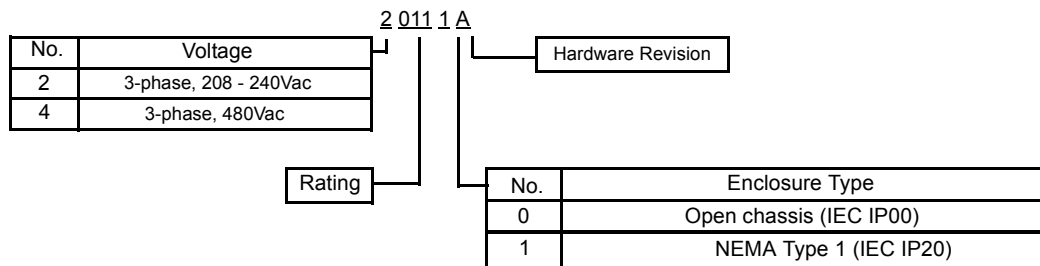 2 011 1 A
No. Voltage
2 3-phase, 208 - 240Vac
4 3-phase, 480Vac
Hardware Revision
Rating
No. Enclosure Type
0 Open chassis (IEC IP00)
1 NEMA Type 1 (IEC IP20)